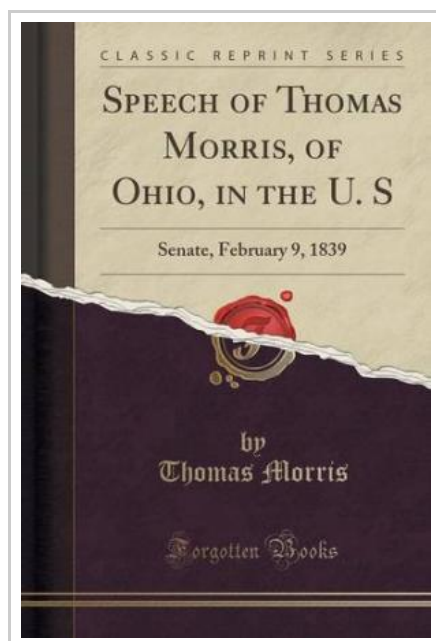 CLASSIC REPRINT SERIES
SPEECH OF THOMAS
MORRIS, OF
OHIO, IN THE U. S
Senate, February 9, 1839
F
by
Thomas Morris
Forgotten Books